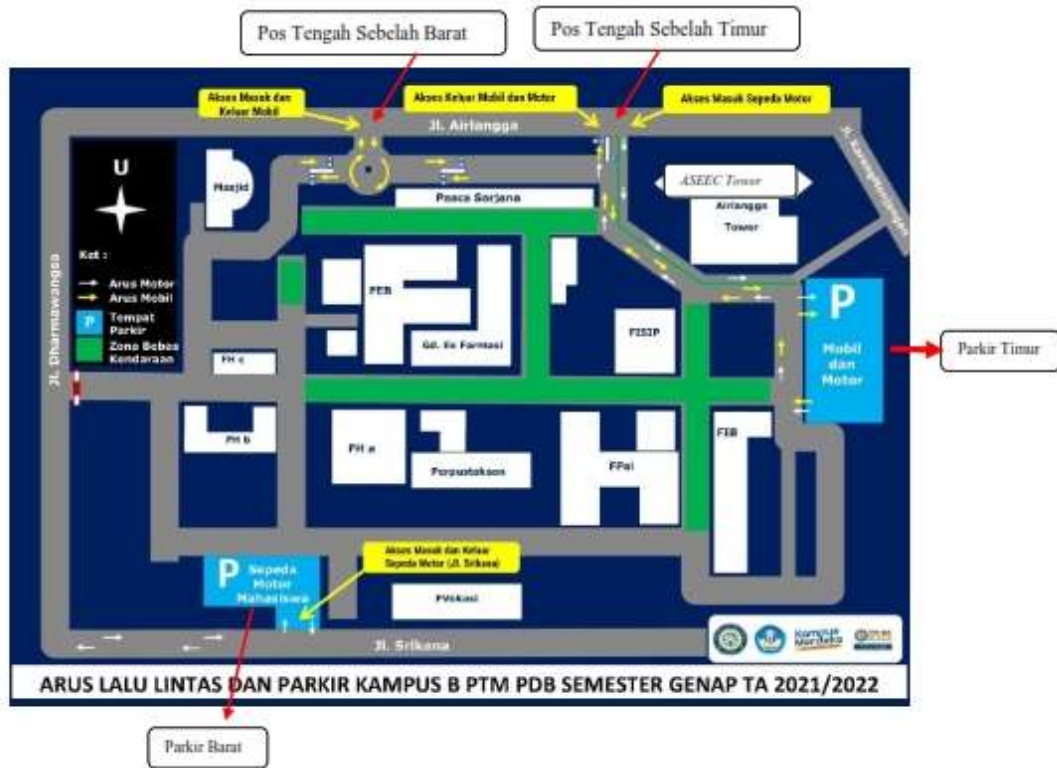 Pos Tengah Sebelah Barat
Pos Tengah Sebelah Timur
Akses Masuk dan
Keluar Mobil
Akses Keluar Mobil dan Motor
Akses Masuk Sepeda Motor
Jl. Airlangga
Jl. Karangmenjangan
U
Masjid
ASEEC Tower
Pasca Sarjana
Airlangga
Tower
Ket :
Arus Motor
Arus Mobil
P
Tempat
Parkir
Zona Bebas
Kendaraan
Jl. Dharmawangsa
FEB
Gd. Ex Farmasi
FISIP
P
Mobil
dan
Motor
Parkir Timur
FH c
FH b
FH a
Perpustakaan
FPsi
FIB
P
Sepeda
Motor
Mahasiswa
Akses Masuk dan Keluar
Sepeda Motor (Jl. Srikana)
FVokasi
Jl. Srikana
Kampus
Merdeka
ARUS LALU LINTAS DAN PARKIR KAMPUS B PTM PDB SEMESTER GENAP TA 2021/2022
Parkir Barat